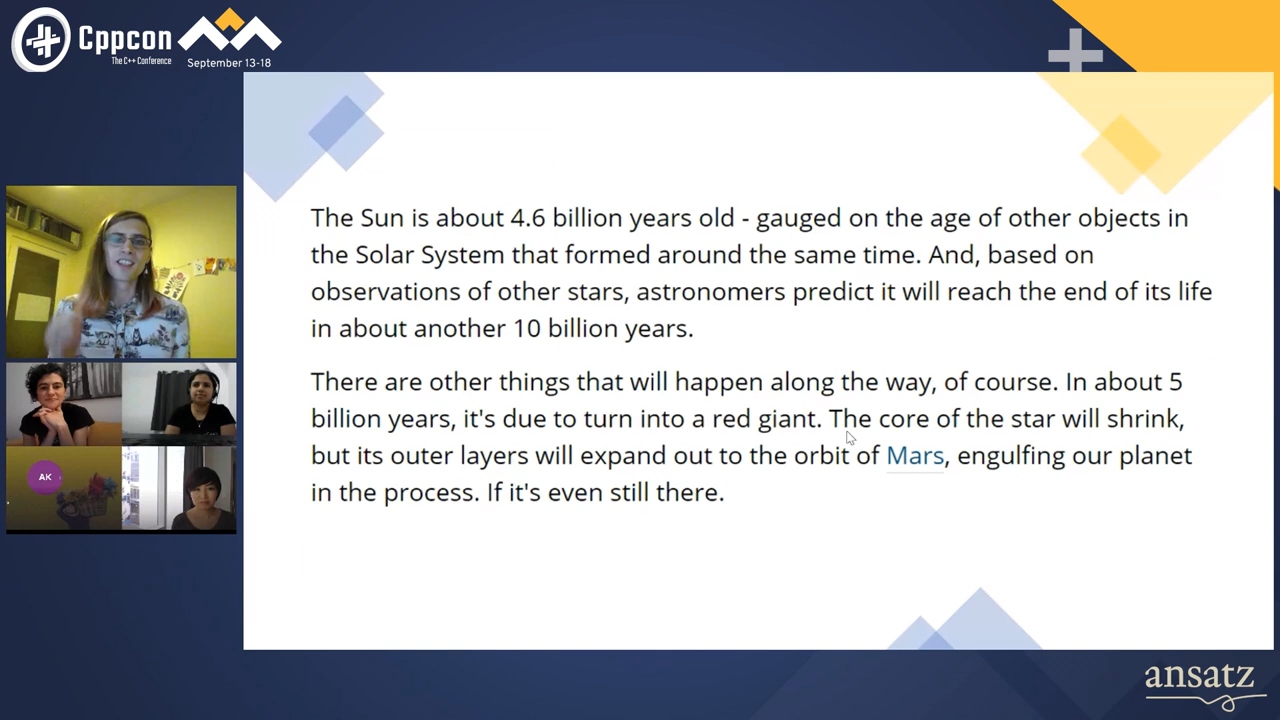 Cppcon
The C++ Conference
September 13-18
The Sun is about 4.6 billion years old - gauged on the age of other objects in
the Solar System that formed around the same time. And, based on
observations of other stars, astronomers predict it will reach the end of its life
in about another 10 billion years.
There are other things that will happen along the way, of course. In about 5
billion years, it's due to turn into a red giant. The core of the star will shrink,
but its outer layers will expand out to the orbit of Mars, engulfing our planet
in the process. If it's even still there.
AK
ansatz